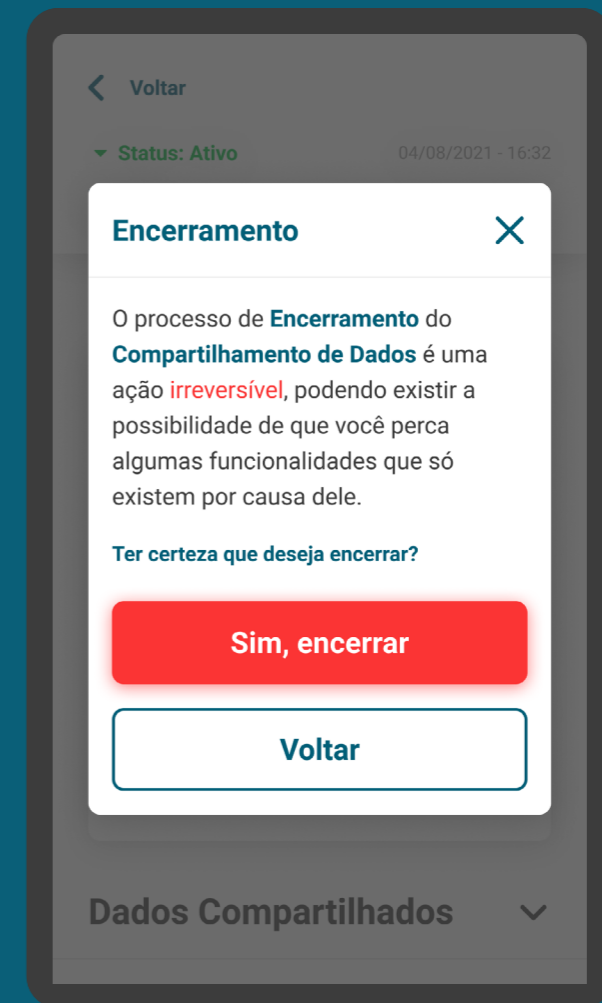 Voltar
Status: Ativo 04/08/2021 - 16:32
Encerramento
O processo de Encerramento do
Compartilhamento de Dados é uma
ação irreversível, podendo existir a
possibilidade de que você perca
algumas funcionalidades que só
existem por causa dele.
Ter certeza que deseja encerrar?
Sim, encerrar
Voltar
Dados Compartilhados